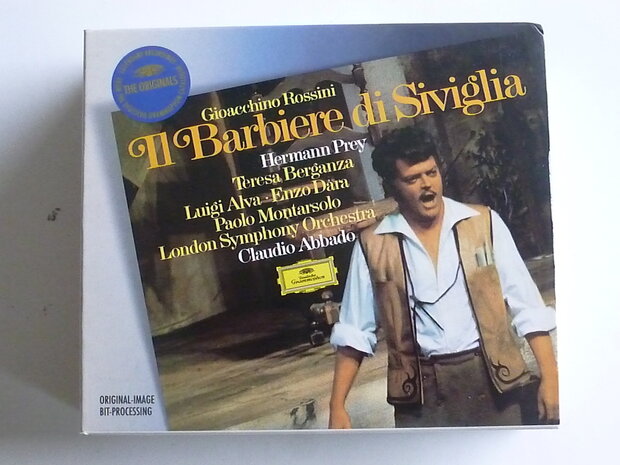 THE ORIGINALS
Gioacchino Rossini
Il Barbiere di Siviglia
Hermann Prey
Teresa Berganza
Luigi Alva · Enzo Dara
Paolo Montarsolo
London Symphony Orchestra
Claudio Abbado
Deutsche
Grammophon
ORIGINAL-IMAGE
BIT-PROCESSING